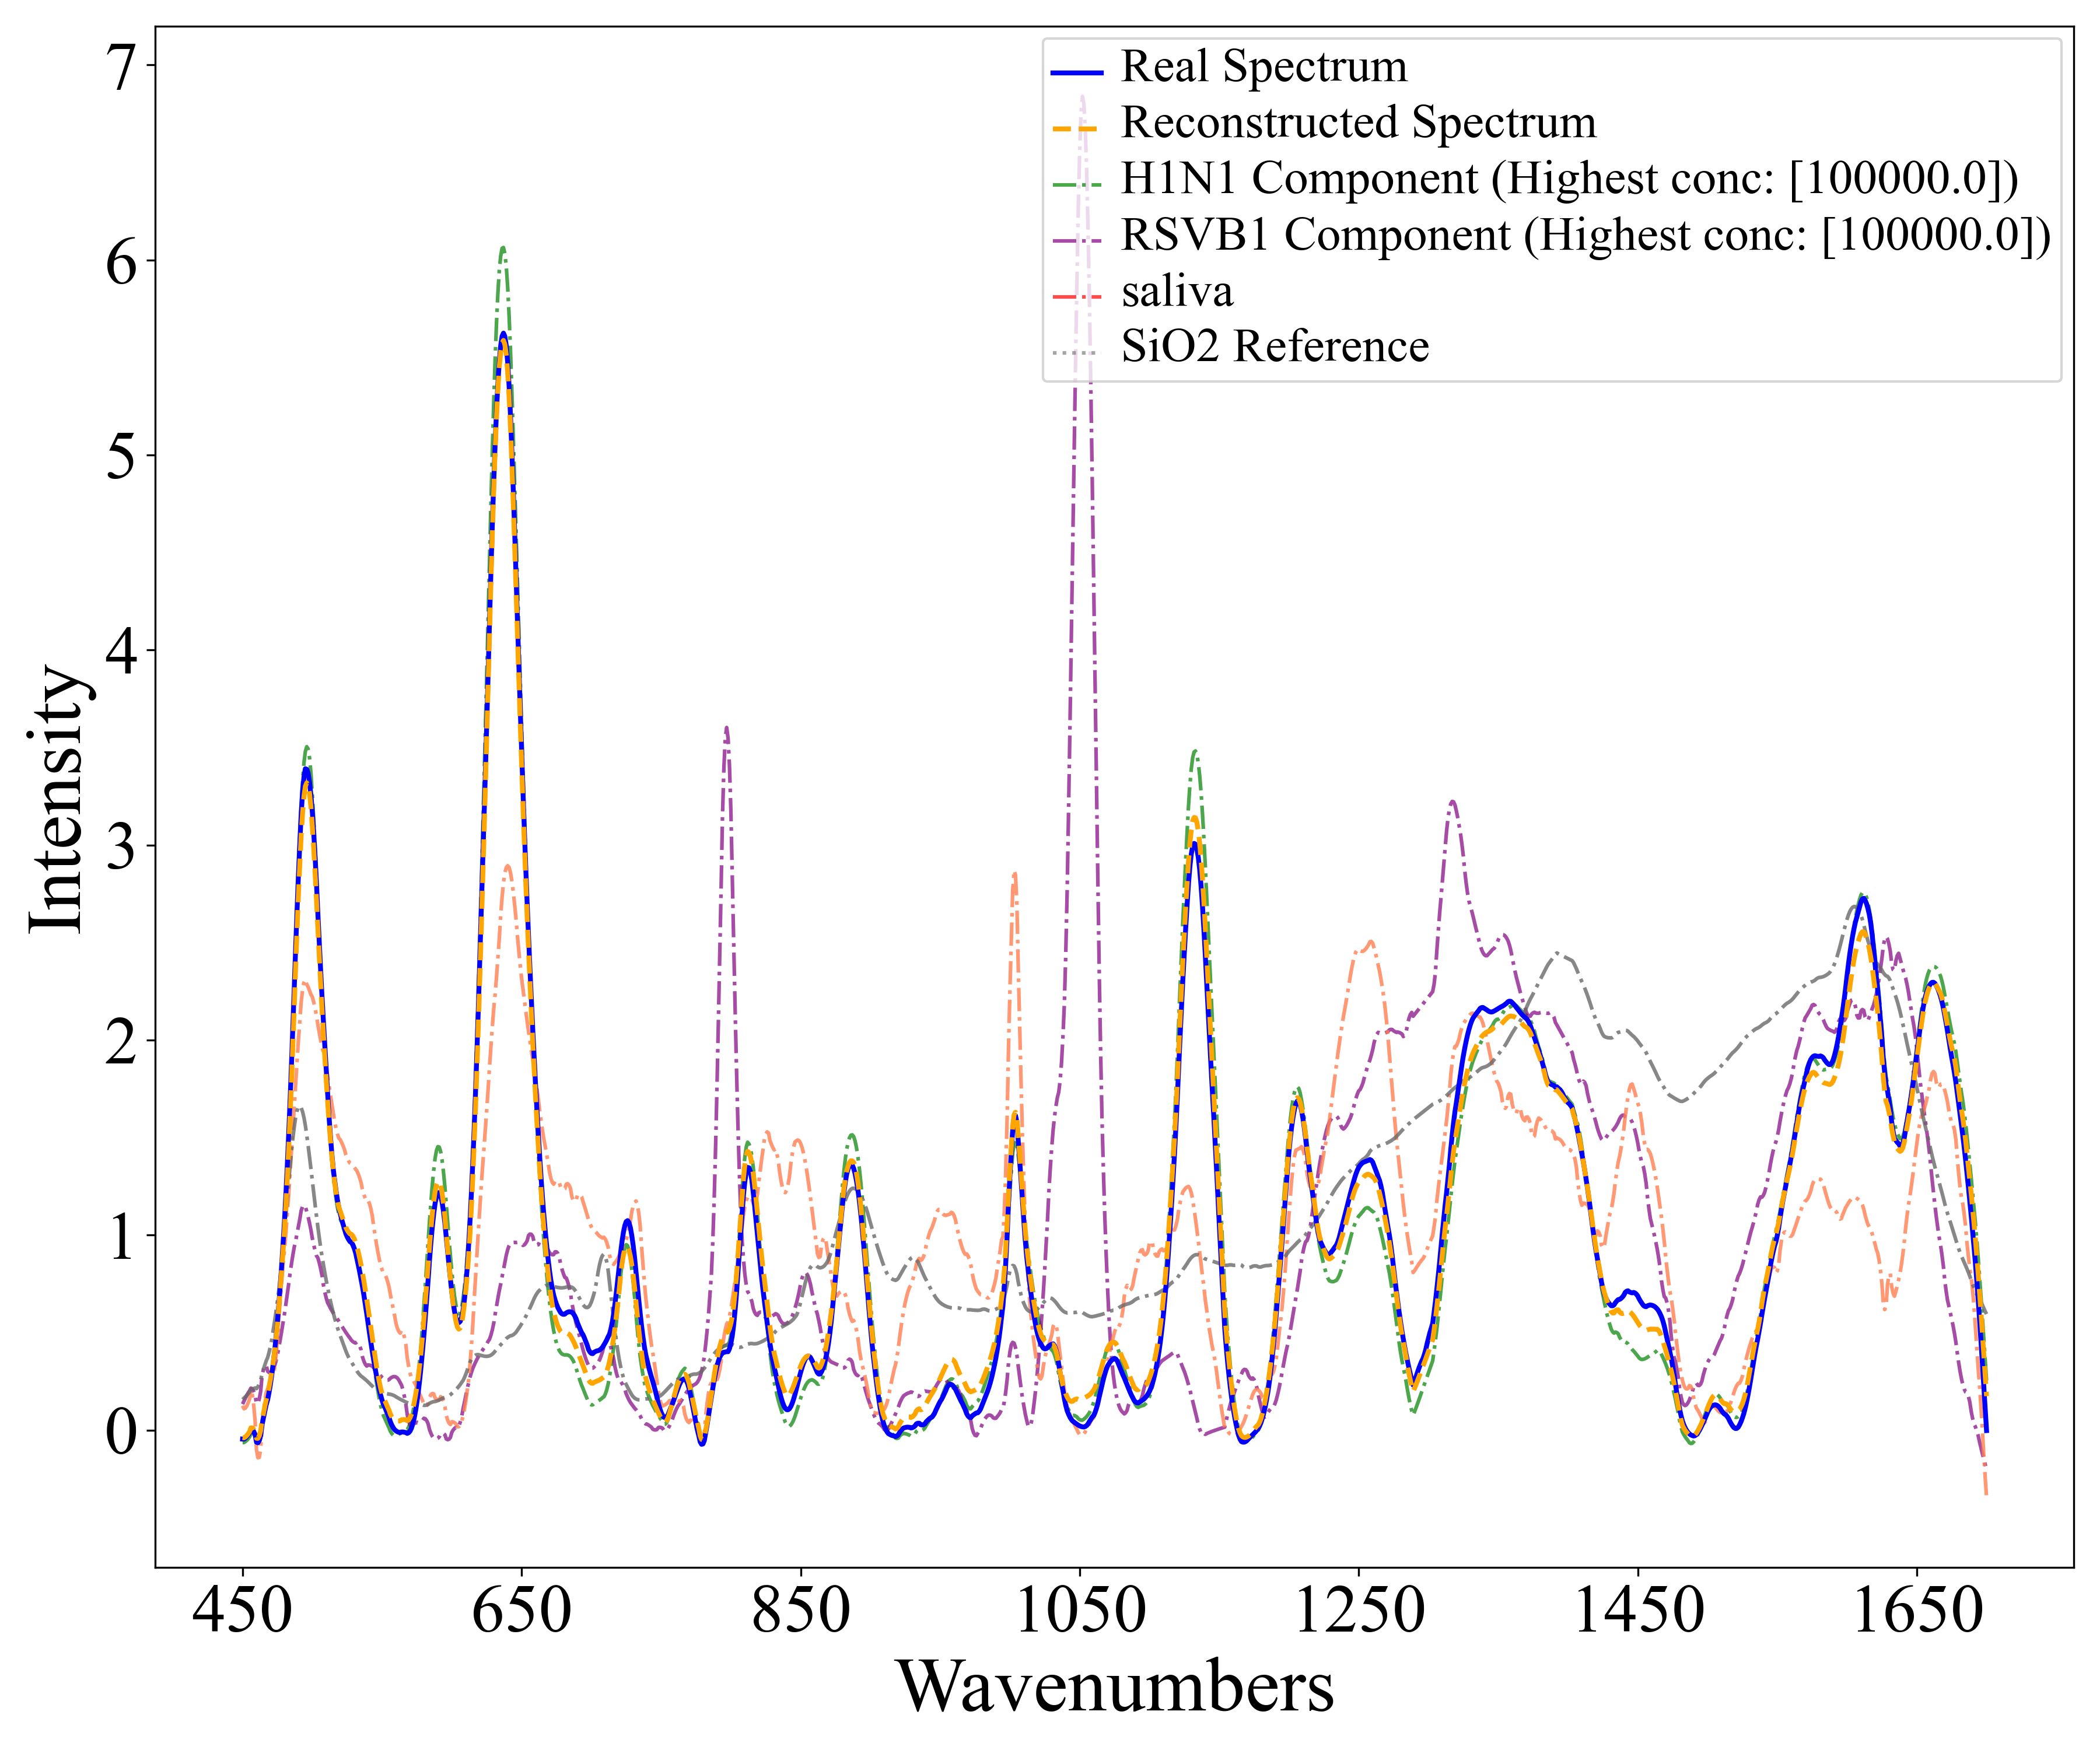 Real Spectrum
Reconstructed Spectrum
H1N1 Component (Highest conc: [100000.0])
RSVB1 Component (Highest conc: [100000.0])
saliva
SiO2 Reference
Intensity
7
6
5
4
3
2
1
0
450 650 850 1050 1250 1450 1650
Wavenumbers